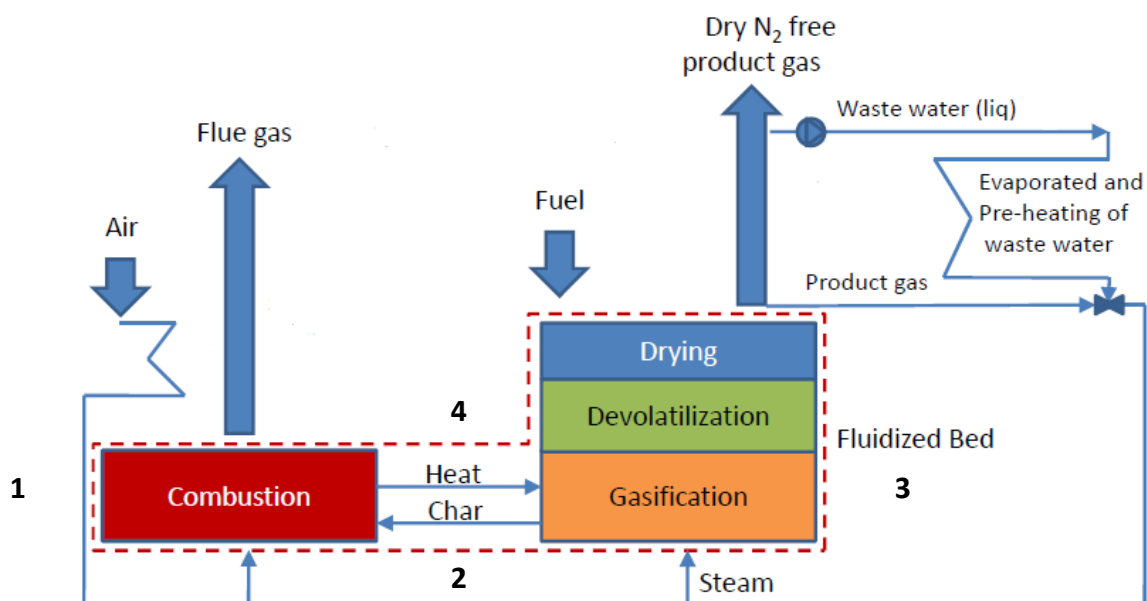 Dry N₂ free
product gas
Waste water (liq)
Flue gas
Evaporated and
Pre-heating of
waste water
Fuel
Air
Product gas
Drying
4
Devolatilization
Fluidized Bed
Heat
1
Combustion
Gasification
3
Char
2
Steam